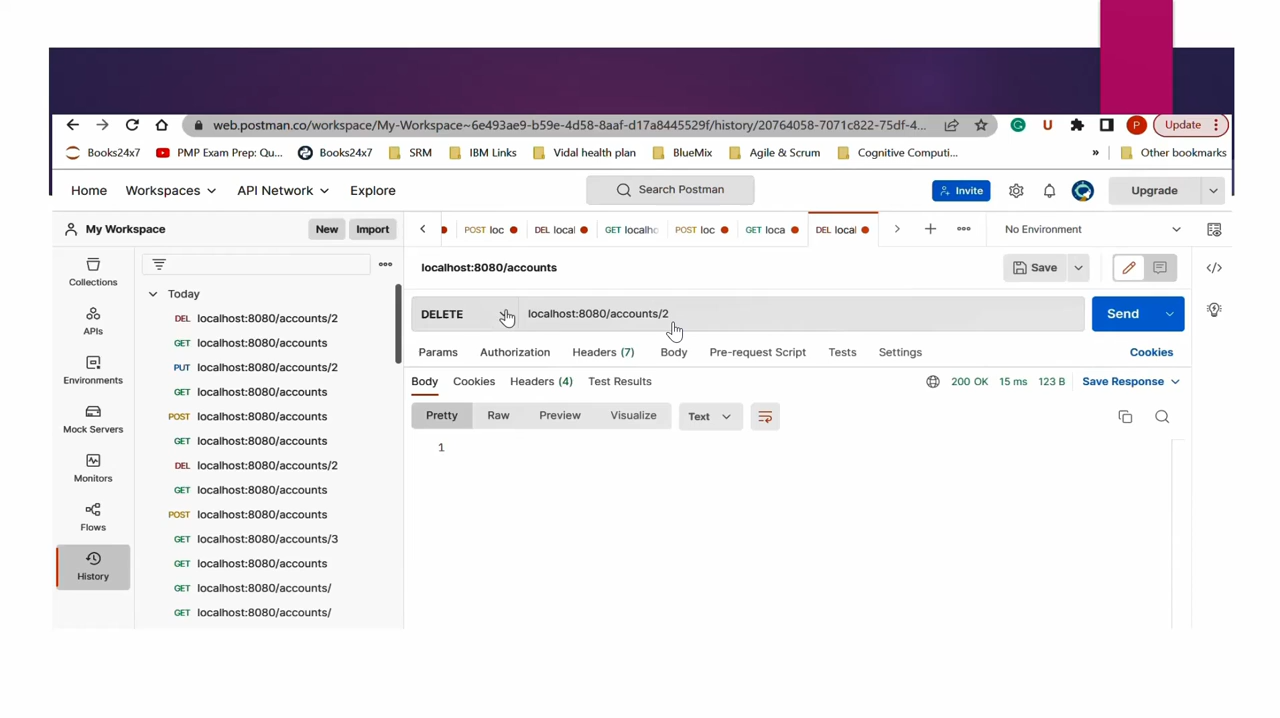 web.postman.co/workspace/My-Workspace~6e493ae9-b59e-4d58-8aaf-d17a8445529f/history/20764058-7071c822-75df-4...
U
P
Update
Books24x7
PMP Exam Prep: Qu...
Books24x7
SRM
IBM Links
Vidal health plan
BlueMix
Agile & Scrum
Cognitive Computi...
»
Other bookmarks
Home
Workspaces
API Network
Explore
Search Postman
Invite
Upgrade
My Workspace
New
Import
POST loc
DEL local
GET localho
POST loc
GET loca
DEL local
No Environment
localhost:8080/accounts
Save
DELETE
localhost:8080/accounts/2
Send
Params
Authorization
Headers (7)
Body
Pre-request Script
Tests
Settings
Cookies
Body
Cookies
Headers (4)
Test Results
200 OK
15 ms
123 B
Save Response
Pretty
Raw
Preview
Visualize
Text
1
Collections
APIs
Environments
Mock Servers
Monitors
Flows
History
Today
DEL localhost:8080/accounts/2
GET localhost:8080/accounts
PUT localhost:8080/accounts/2
GET localhost:8080/accounts
POST localhost:8080/accounts
GET localhost:8080/accounts
DEL localhost:8080/accounts/2
GET localhost:8080/accounts
POST localhost:8080/accounts
GET localhost:8080/accounts/3
GET localhost:8080/accounts
GET localhost:8080/accounts/
GET localhost:8080/accounts/